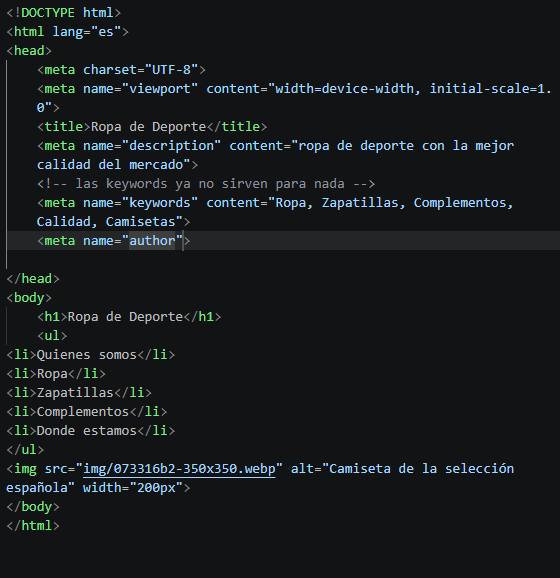 <!DOCTYPE html>
<html lang="es">
<head>
    <meta charset="UTF-8">
    <meta name="viewport" content="width=device-width, initial-scale=1.
    0">
    <title>Ropa de Deporte</title>
    <meta name="description" content="ropa de deporte con la mejor
    calidad del mercado">
    <!-- las keywords ya no sirven para nada -->
    <meta name="keywords" content="Ropa, Zapatillas, Complementos,
    Calidad, Camisetas">
    <meta name="author">

</head>
<body>
    <h1>Ropa de Deporte</h1>
    <ul>
<li>Quienes somos</li>
<li>Ropa</li>
<li>Zapatillas</li>
<li>Complementos</li>
<li>Donde estamos</li>
</ul>
<img src="img/073316b2-350x350.webp" alt="Camiseta de la selección
española" width="200px">
</body>
</html>